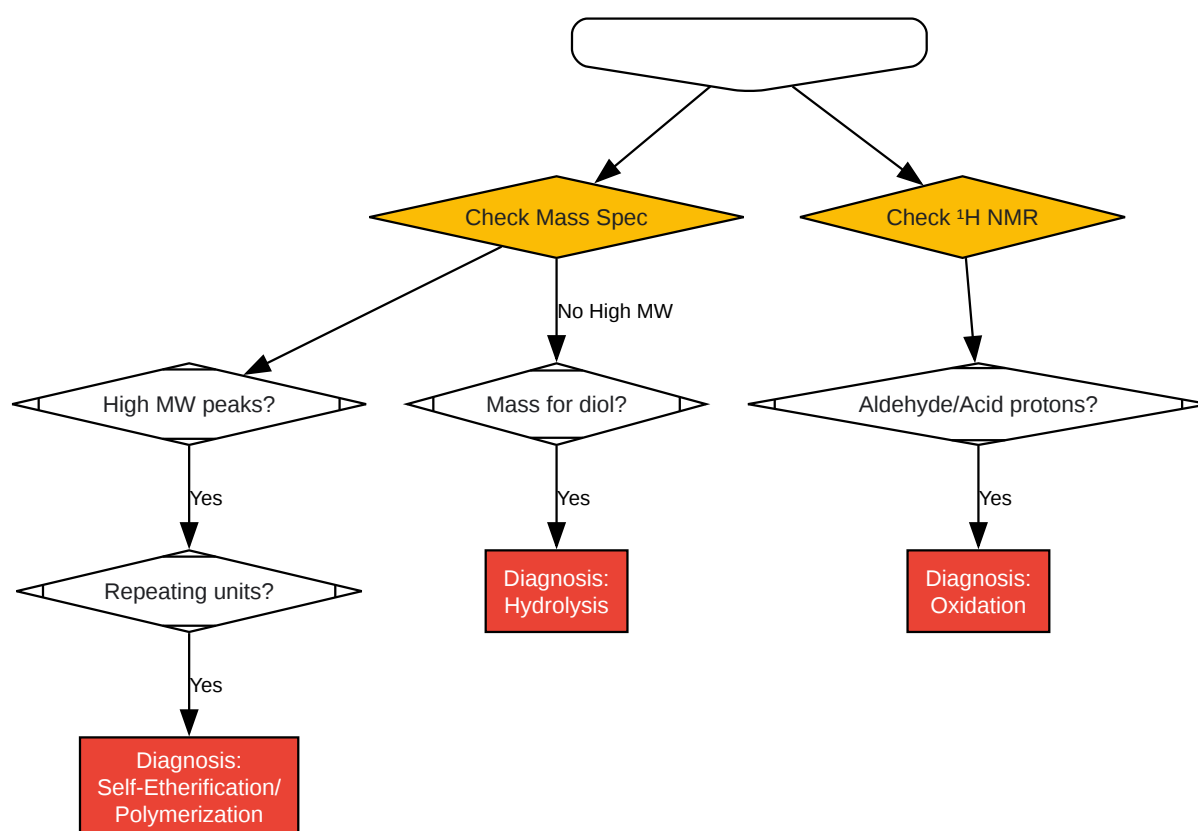 Check Mass Spec
Check ¹H NMR
No High MW
High MW peaks?
Mass for diol?
Aldehyde/Acid protons?
Yes
Yes
Yes
Repeating units?
Diagnosis:
Hydrolysis
Diagnosis:
Oxidation
Yes
Diagnosis:
Self-Etherification/
Polymerization